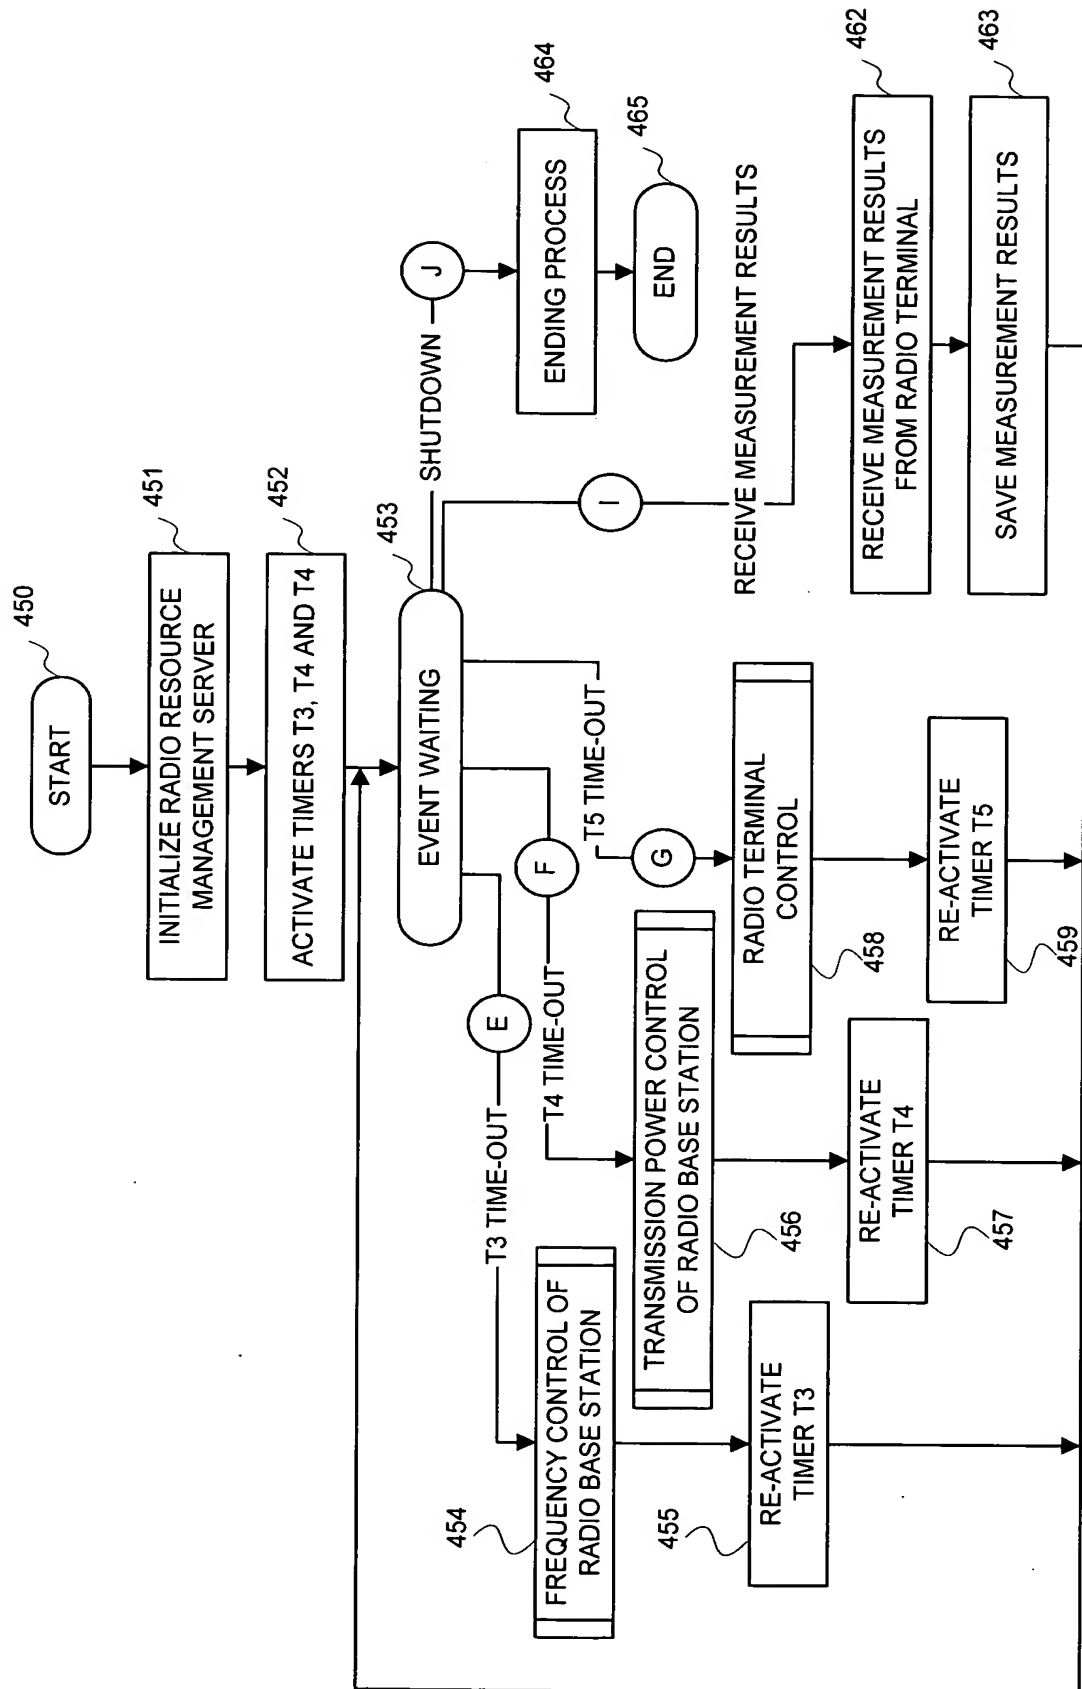 450
START
451
INITIALIZE RADIO RESOURCE
MANAGEMENT SERVER
452
ACTIVATE TIMERS T3, T4 AND T4
453
EVENT WAITING
E
T3 TIME-OUT
454
FREQUENCY CONTROL OF
RADIO BASE STATION
455
RE-ACTIVATE
TIMER T3
F
T4 TIME-OUT
TRANSMISSION POWER CONTROL
OF RADIO BASE STATION
456
RE-ACTIVATE
TIMER T4
457
T5 TIME-OUT
G
RADIO TERMINAL
CONTROL
458
RE-ACTIVATE
TIMER T5
459
I
RECEIVE MEASUREMENT RESULTS
462
RECEIVE MEASUREMENT RESULTS
FROM RADIO TERMINAL
463
SAVE MEASUREMENT RESULTS
SHUTDOWN
J
464
ENDING PROCESS
465
END